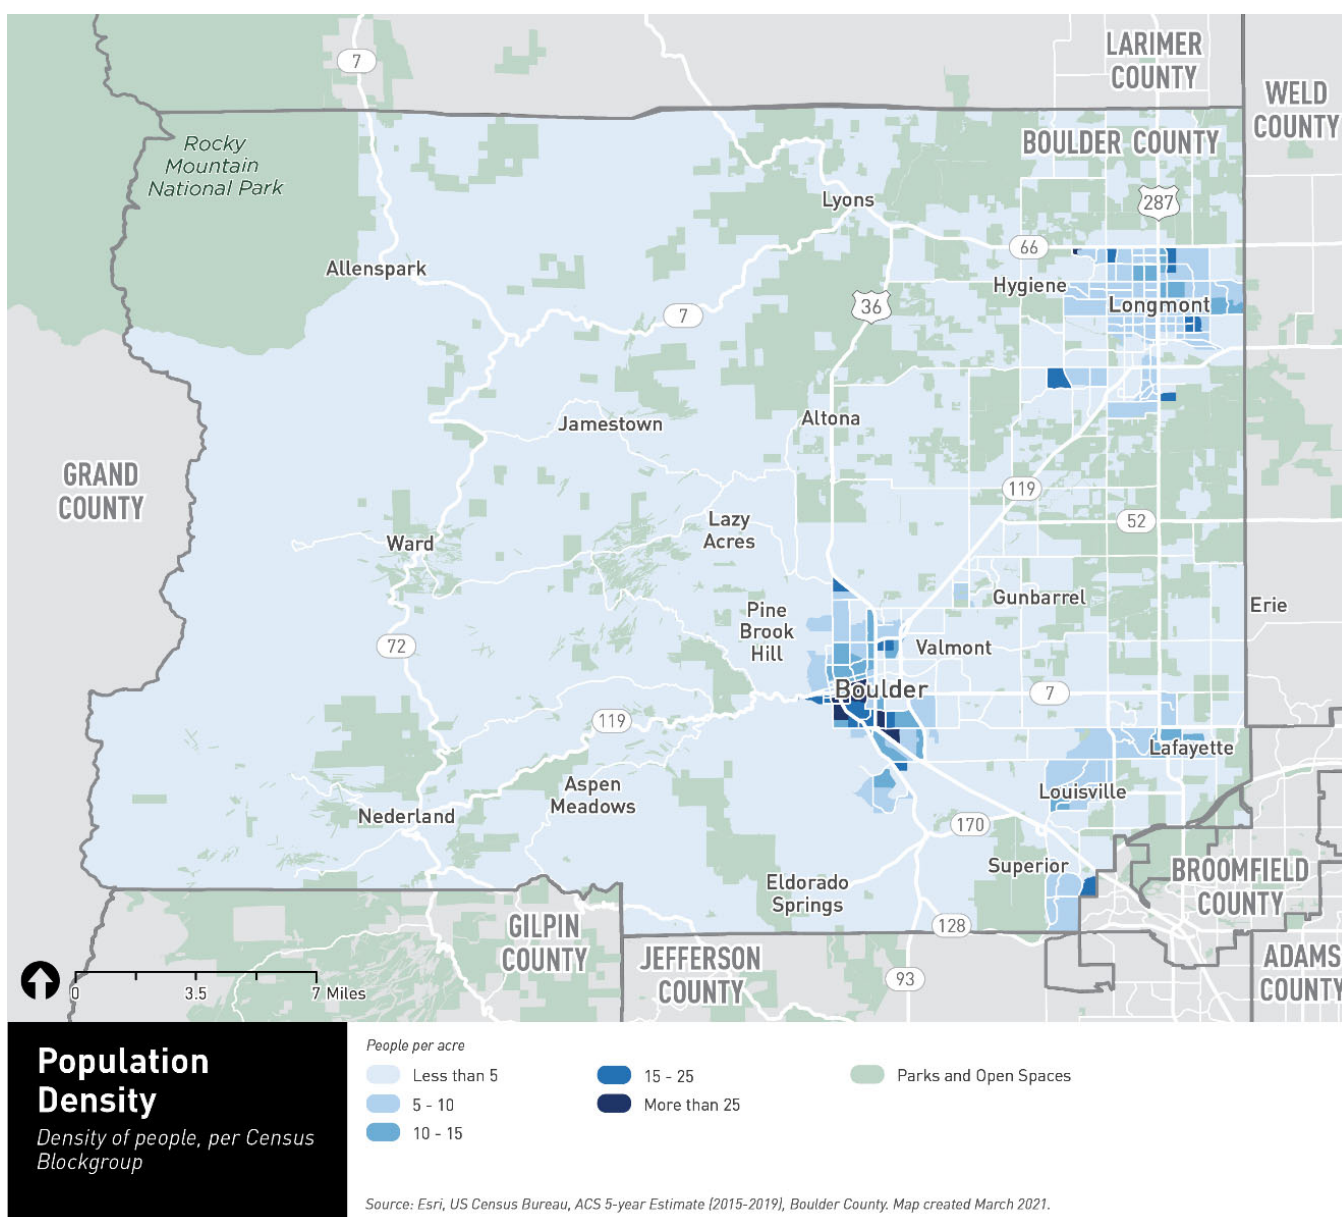 7
LARIMER
COUNTY
WELD
COUNTY
BOULDER COUNTY
Rocky
Mountain
National Park
Lyons
287
66
Allenspark
Hygiene
36
Longmont
7
Jamestown
Altona
GRAND
COUNTY
119
Lazy
Acres
52
Ward
Gunbarrel
Erie
Pine
Brook
Hill
72
Valmont
Boulder
7
119
Lafayette
Aspen
Meadows
Louisville
Nederland
170
Superior
BROOMFIELD
COUNTY
Eldorado
Springs
GILPIN
COUNTY
128
JEFFERSON
COUNTY
93
ADAMS
COUNTY
0 3.5 7 Miles
Population
Density
Density of people, per Census
Blockgroup
People per acre
Less than 5
5 - 10
10 - 15
15 - 25
More than 25
Parks and Open Spaces
Source: Esri, US Census Bureau, ACS 5-year Estimate (2015-2019), Boulder County. Map created March 2021.